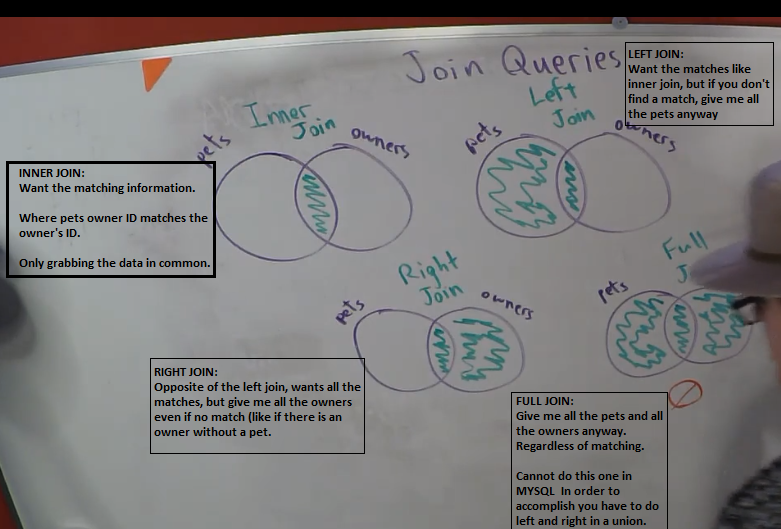 Join Queries
LEFT JOIN:
Want the matches like
inner join, but if you don't
find a match, give me all
the pets anyway
Inner
Join
pets
owners
Left
Join
pets
owners
INNER JOIN:
Want the matching information.
Where pets owner ID matches the
owner's ID.
Only grabbing the data in common.
Right
Join
pets
owners
Full
J
pets
RIGHT JOIN:
Opposite of the left join, wants all the
matches, but give me all the owners
even if no match (like if there is an
owner without a pet.
FULL JOIN:
Give me all the pets and all
the owners anyway.
Regardless of matching.
Cannot do this one in
MYSQL In order to
accomplish you have to do
left and right in a union.